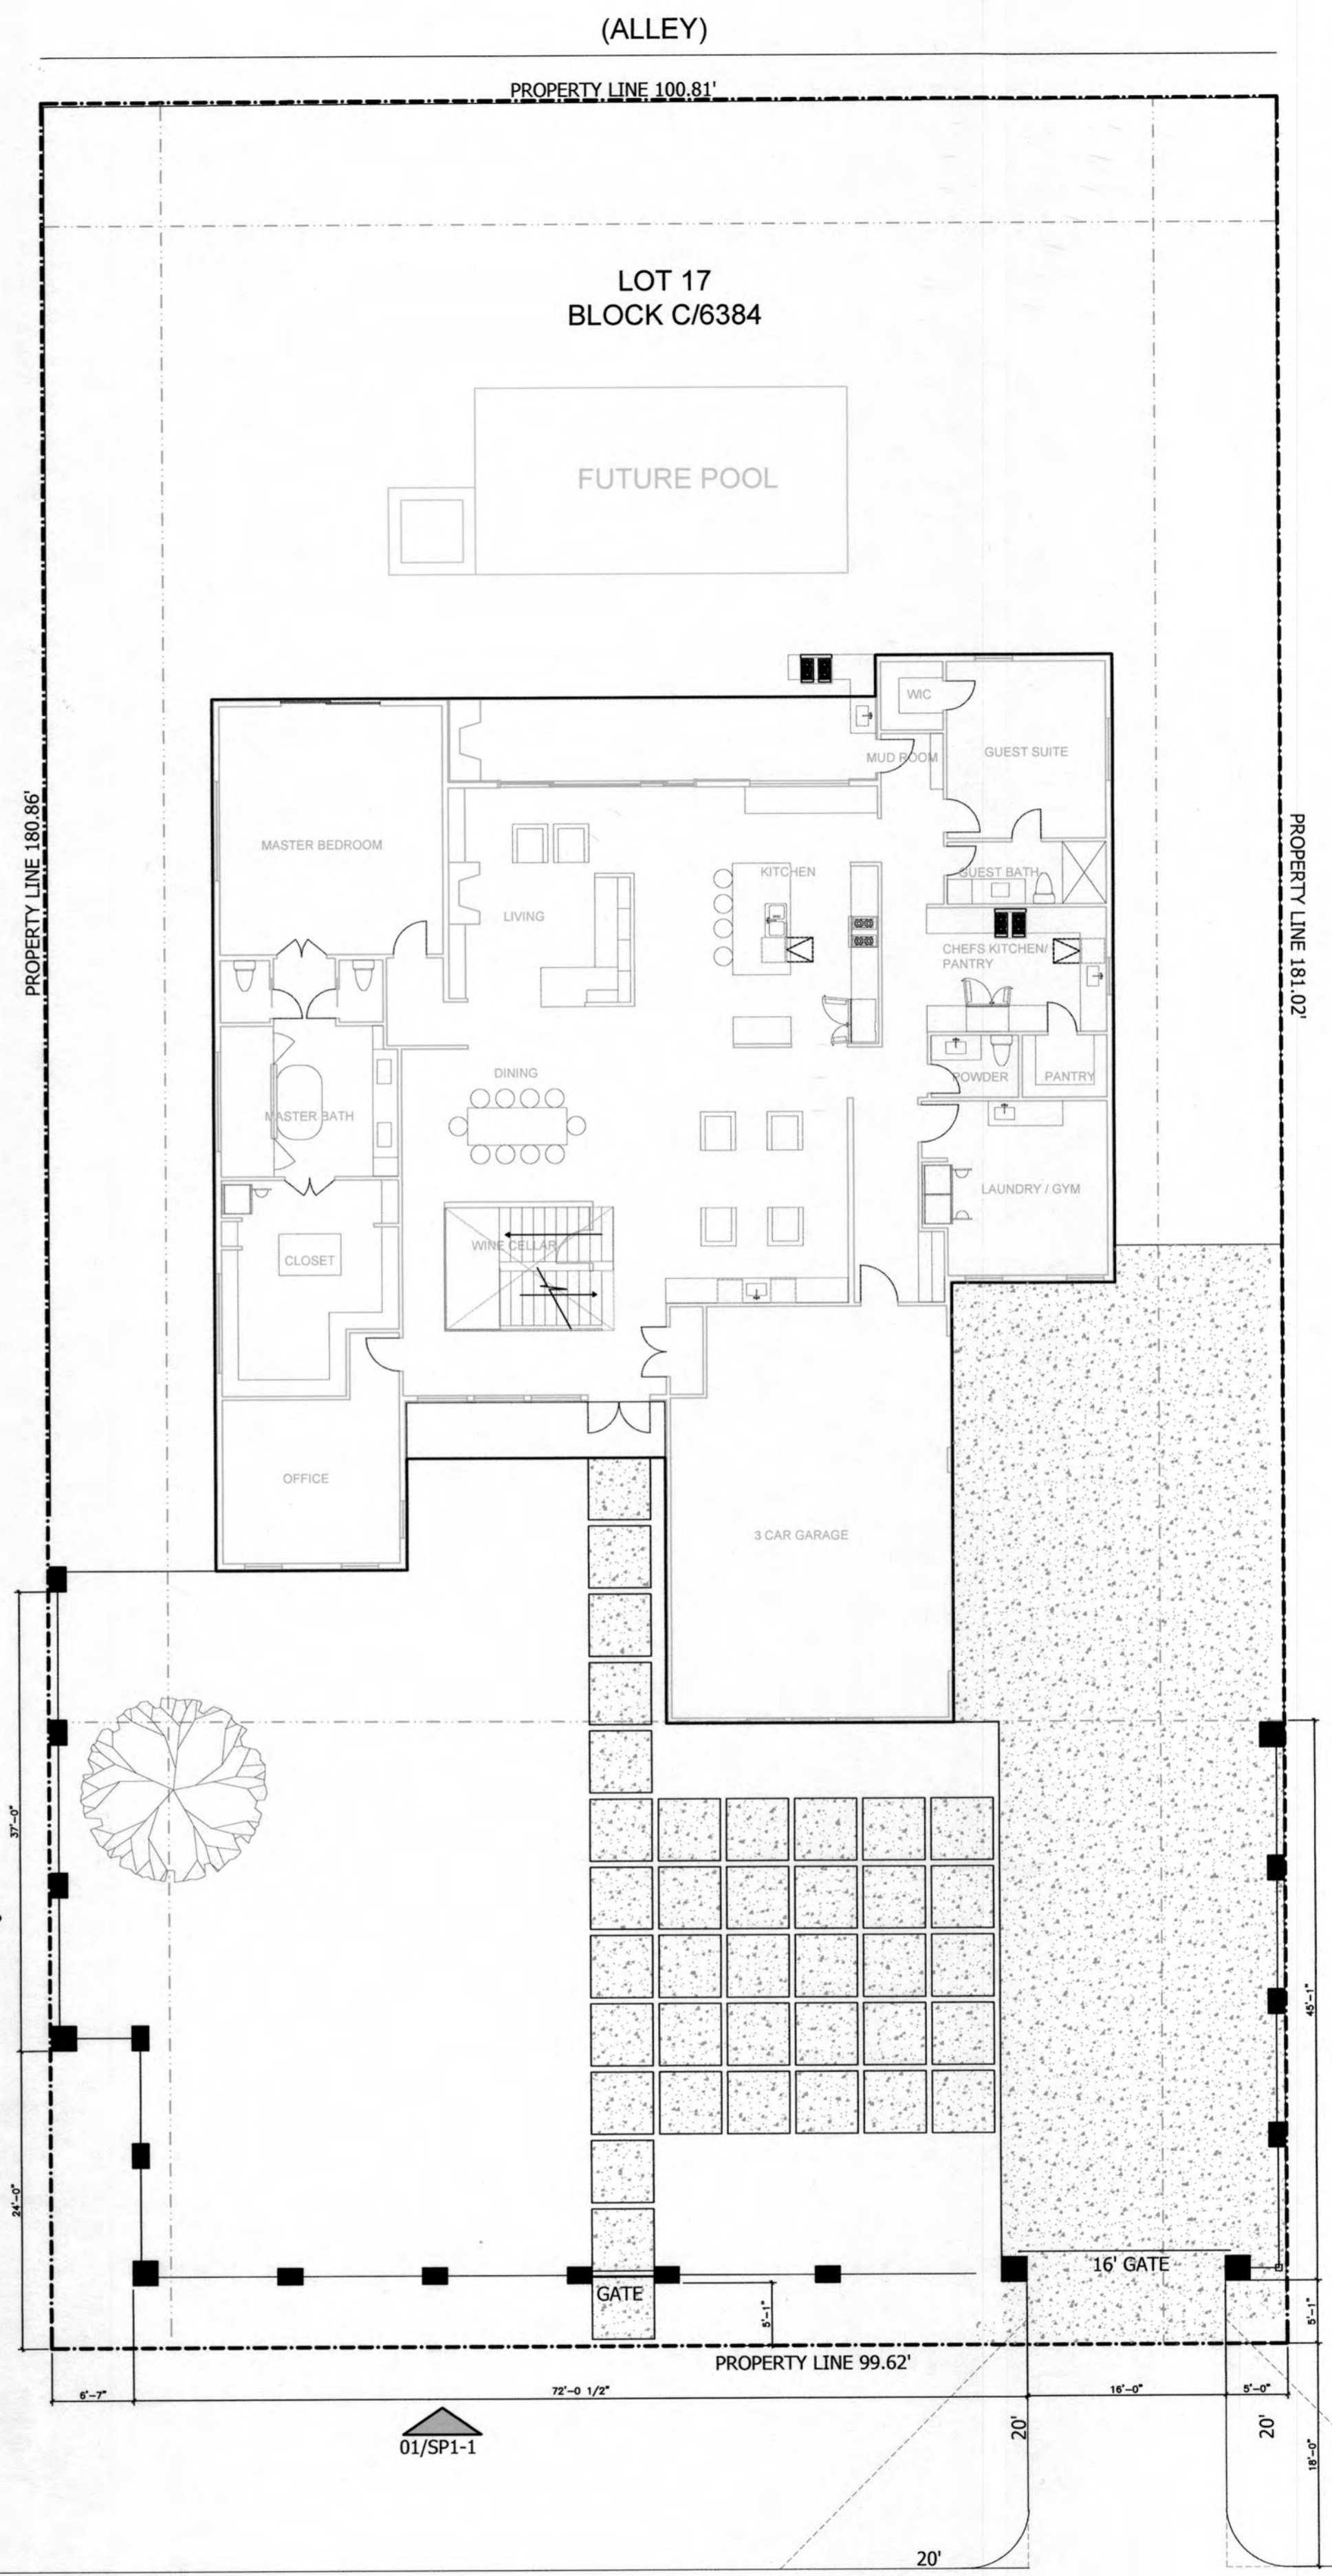 (ALLEY)
PROPERTY LINE 100.81'
LOT 17
BLOCK C/6384
FUTURE POOL
WIC
GUEST SUITE
MUD ROOM
PROPERTY LINE 180.86'
PROPERTY LINE 181.02'
MASTER BEDROOM
KITCHEN
GUEST BATH
LIVING
CHEFS KITCHEN/
PANTRY
DINING
POWDER
PANTRY
MASTER BATH
LAUNDRY / GYM
WINE CELLAR
CLOSET
OFFICE
3 CAR GARAGE
37'-0"
45'-1"
24'-0"
16' GATE
GATE
5'-1"
5'-1"
PROPERTY LINE 99.62'
6'-7"
72'-0 1/2"
16'-0"
5'-0"
01/SP1-1
20'
20'
18'-0"
20'